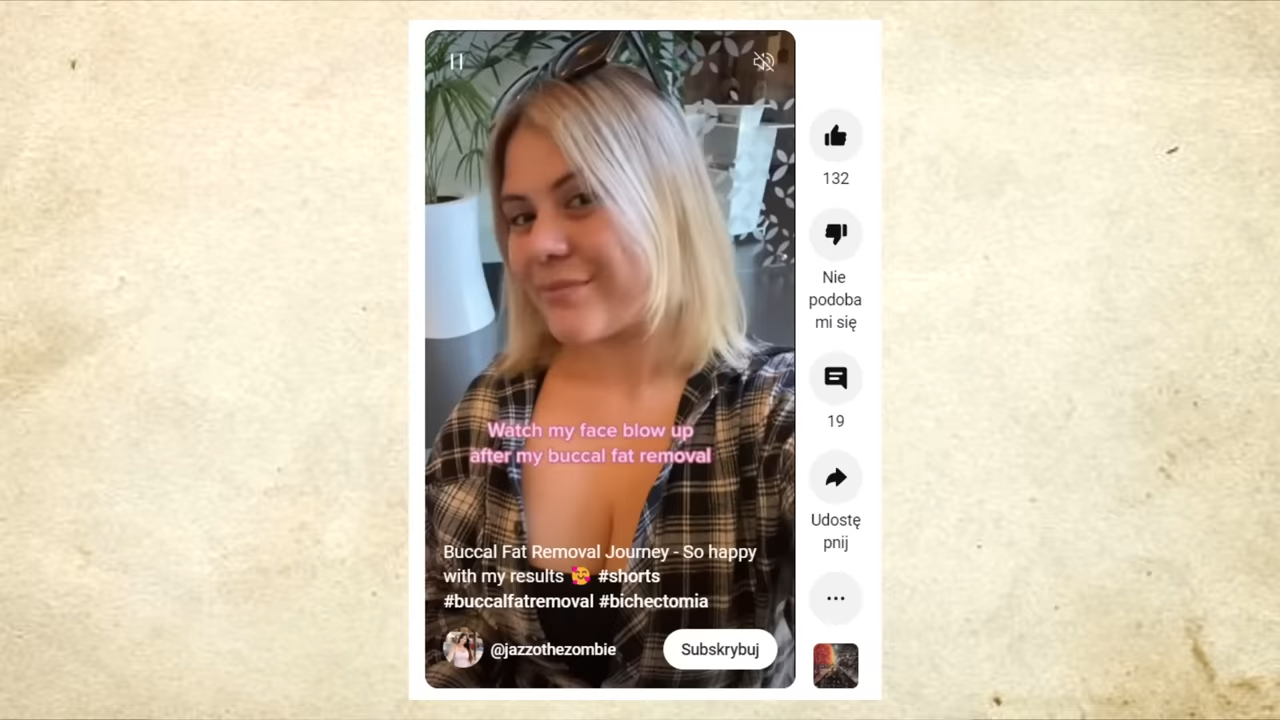 Watch my face blow up
after my buccal fat removal
Buccal Fat Removal Journey - So happy
with my results 🥰 #shorts
#buccalfatremoval #bichectomia
@jazzothezombie
Subskrybuj
132
Nie
podoba
mi się
19
Udostę
pnij